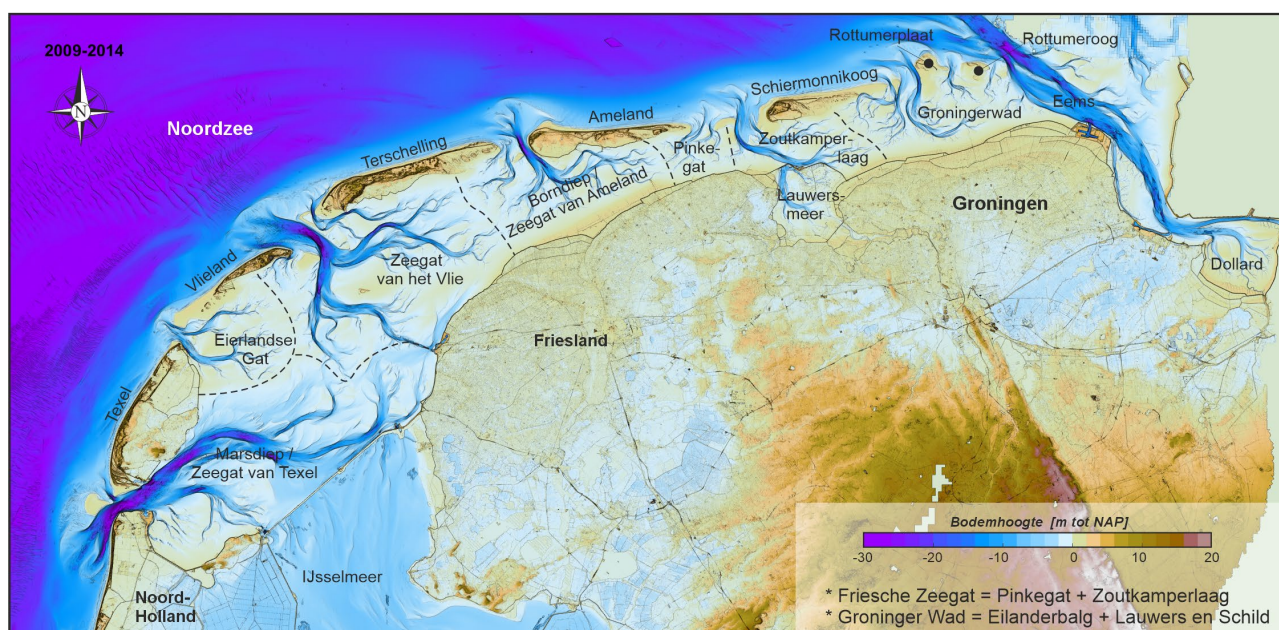 2009-2014
N
Noordzee
Rottumerplaat
Rottumeroog
Schiermonnikoog
Ameland
Terschelling
Vlieland
Texel
Eems
Groningerwad
Zoutkamper-
laag
Pinke-
gat
Borndiep /
Zeegat van Ameland
Lauwers-
meer
Groningen
Dollard
Zeegat
van het Vlie
Eierlandse
Gat
Friesland
Marsdiep /
Zeegat van Texel
IJsselmeer
Noord-
Holland
Bodemhoogte [m tot NAP]
-30 -20 -10 0 10 20
* Friesche Zeegat = Pinkegat + Zoutkamperlaag
* Groninger Wad = Eilanderbalg + Lauwers en Schild